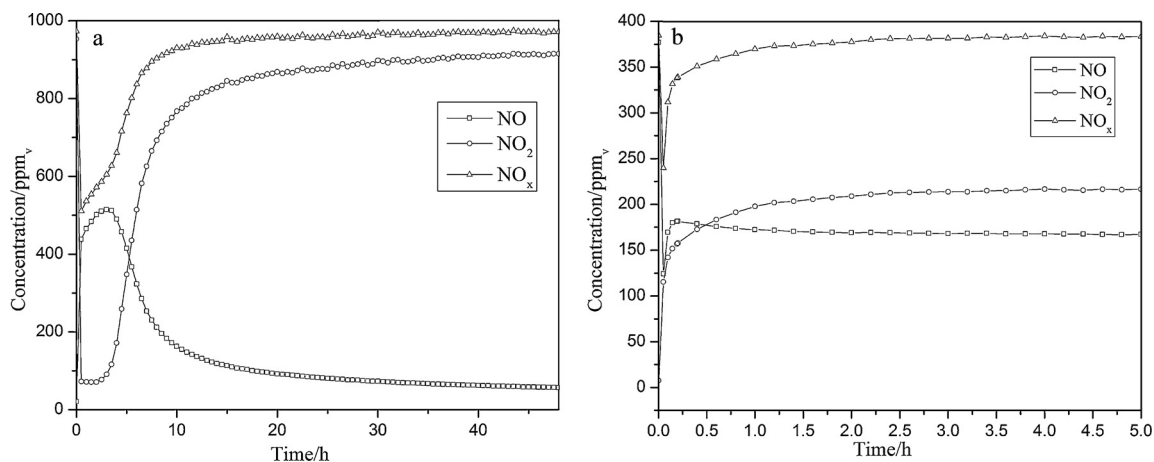 a
1000
800
600
400
200
0
Concentration/ppmv
NO
NO2
NOx
0 10 20 30 40
Time/h
b
400
350
300
250
200
150
100
50
0
Concentration/ppmv
NO
NO2
NOx
0.0 0.5 1.0 1.5 2.0 2.5 3.0 3.5 4.0 4.5 5.0
Time/h